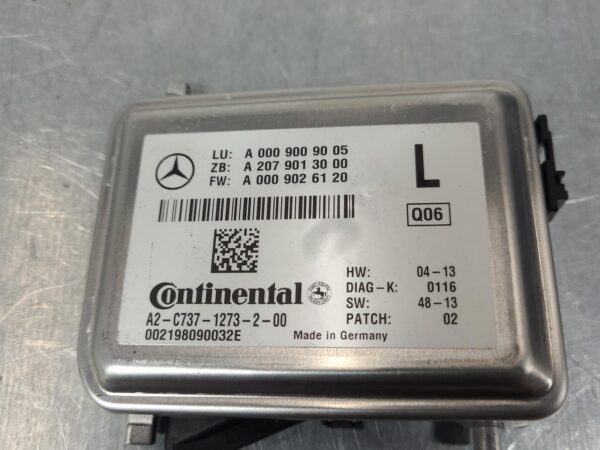 LU: A 000 900 90 05
ZB: A 207 901 30 00
FW: A 000 902 61 20
L
Q06
Continental
A2-C737-1273-2-00
002198090032E
HW: 04-13
DIAG-K: 0116
SW: 48-13
PATCH: 02
Made in Germany